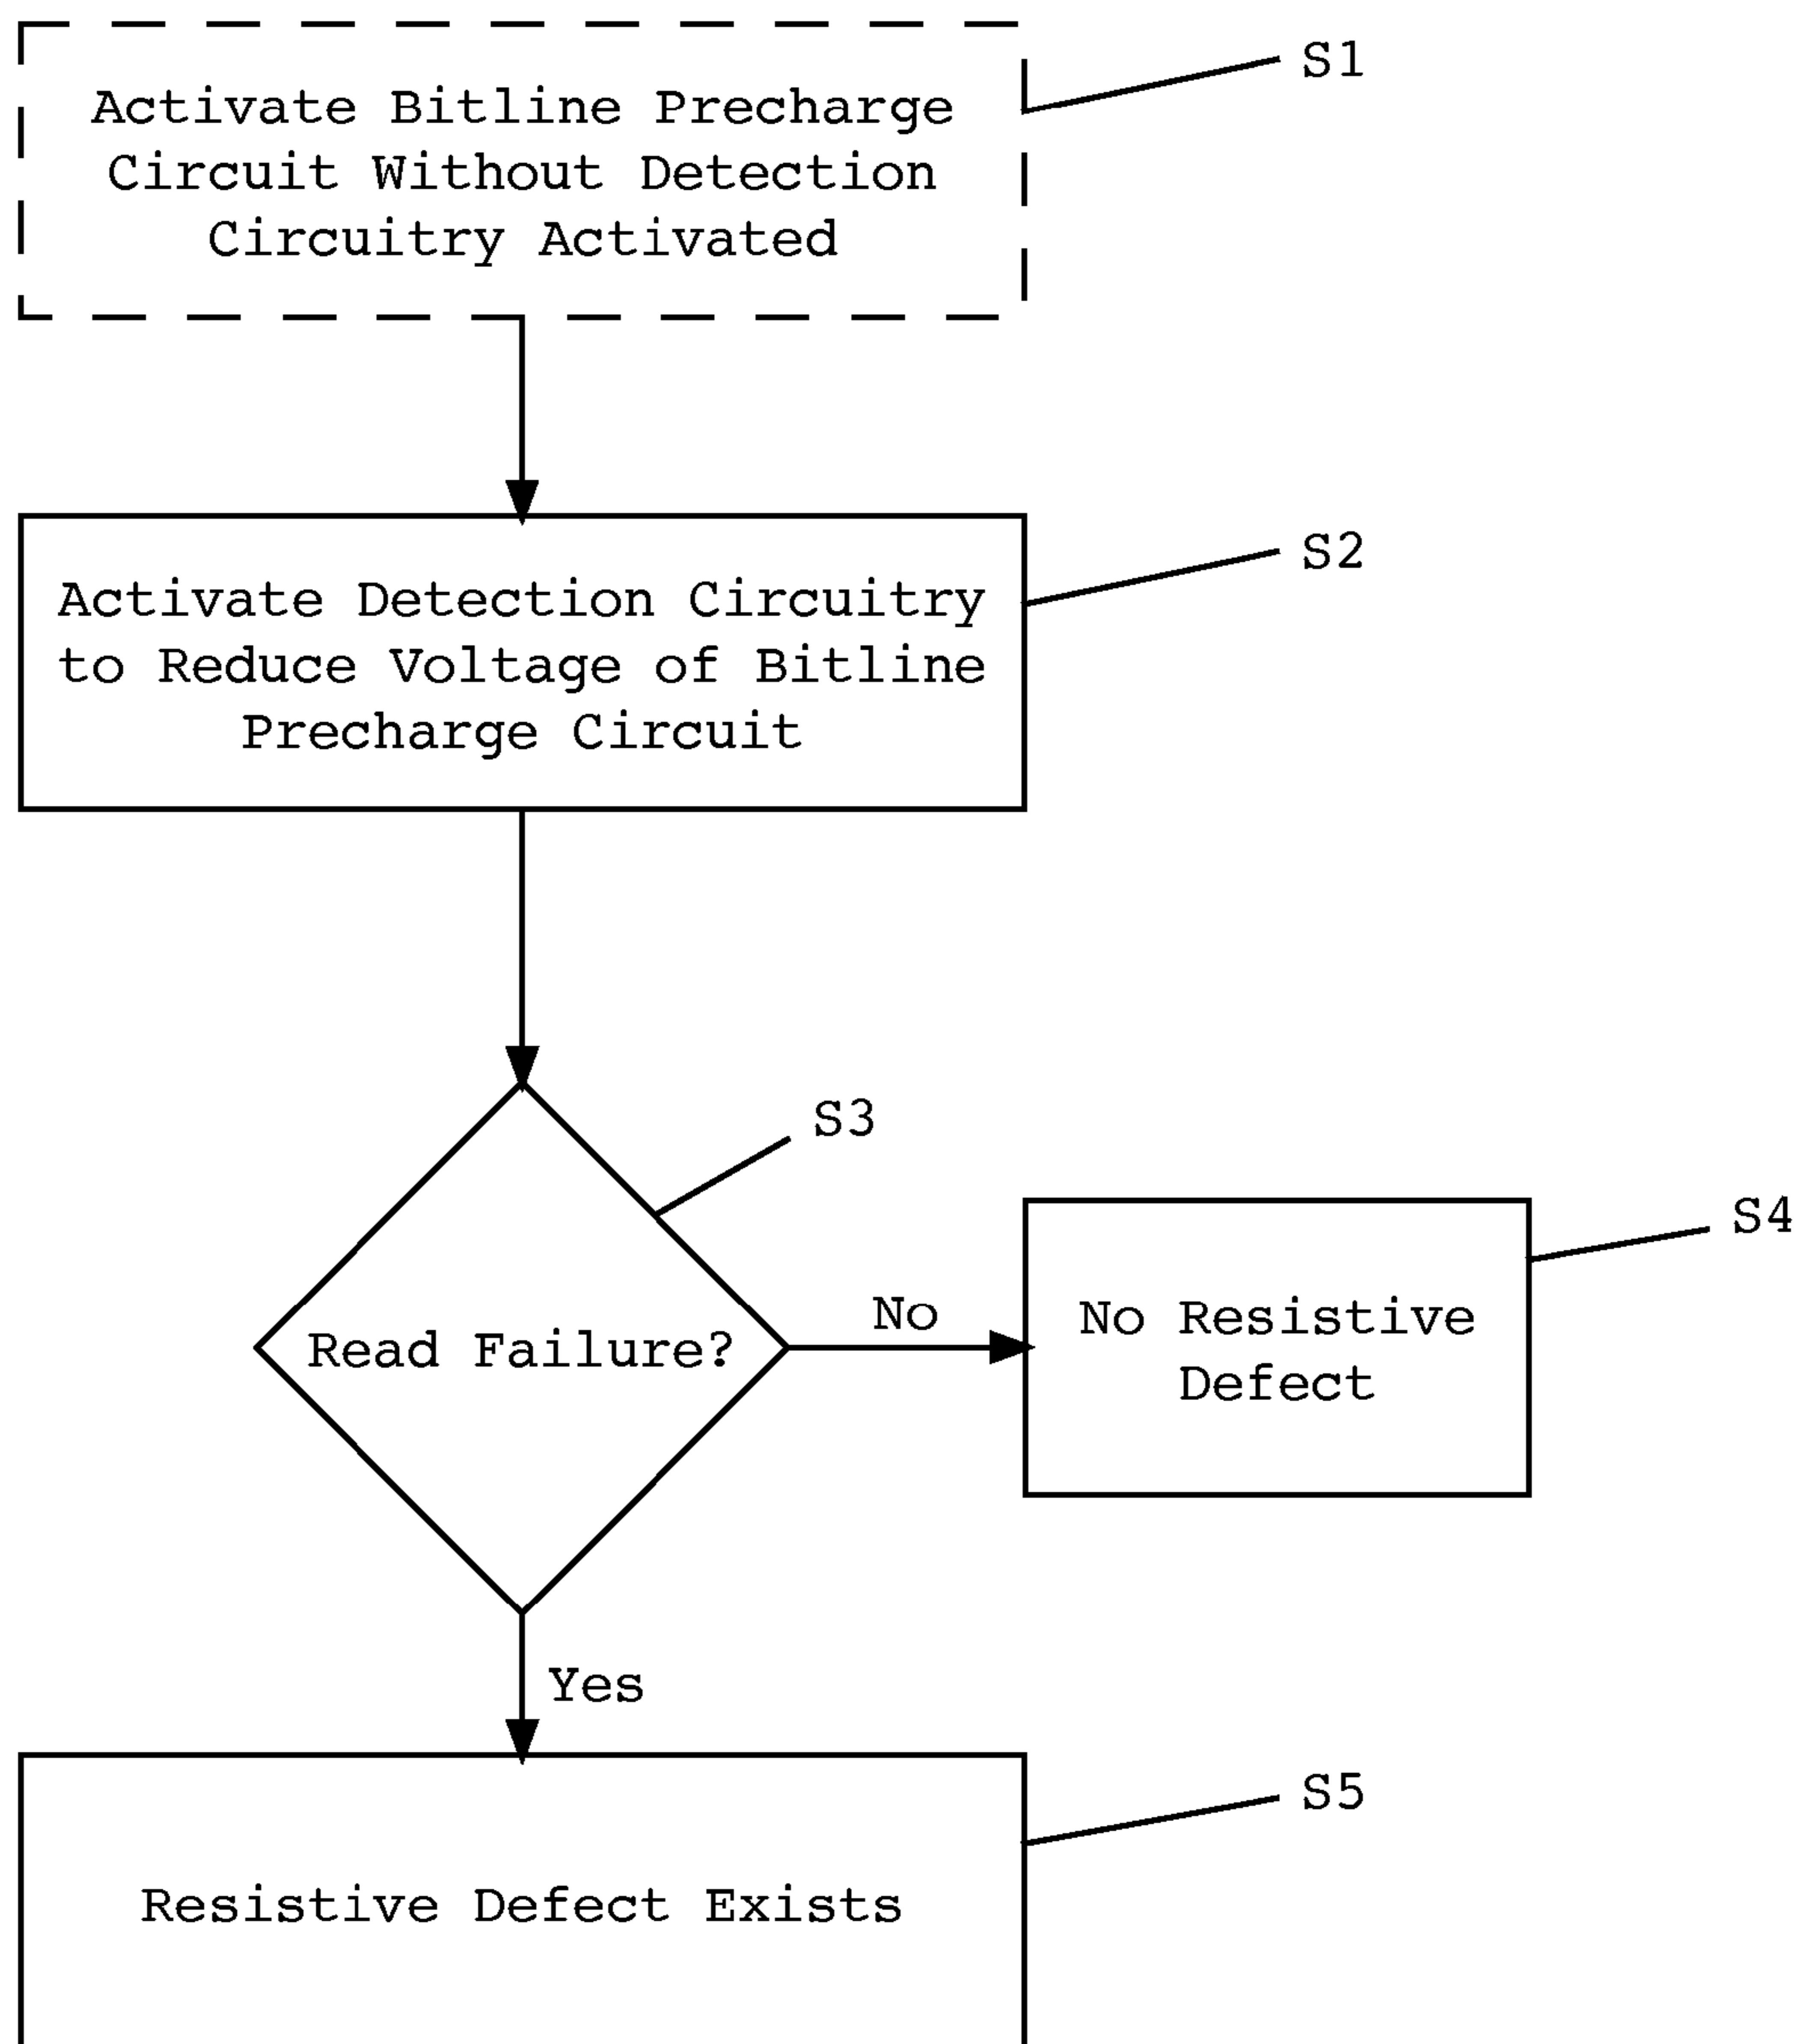 Activate Bitline Precharge
Circuit Without Detection
Circuitry Activated
S1
Activate Detection Circuitry
to Reduce Voltage of Bitline
Precharge Circuit
S2
Read Failure?
S3
No
No Resistive
Defect
S4
Yes
Resistive Defect Exists
S5